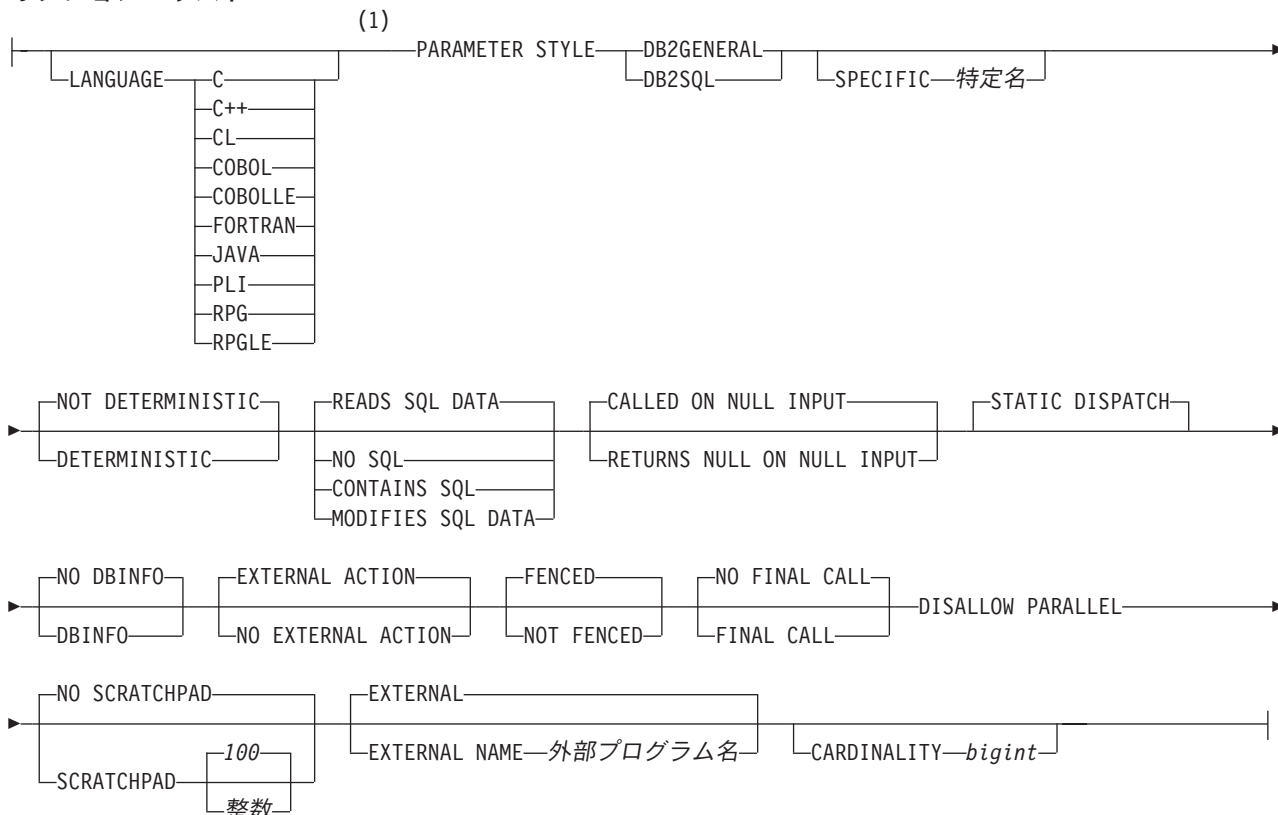 (1)
PARAMETER STYLE DB2GENERAL
LANGUAGE C DB2SQL SPECIFIC 特定名
C++
CL
COBOL
COBOLLE
FORTRAN
JAVA
PLI
RPG
RPGLE
NOT DETERMINISTIC READS SQL DATA CALLED ON NULL INPUT STATIC DISPATCH
DETERMINISTIC NO SQL RETURNS NULL ON NULL INPUT
CONTAINS SQL
MODIFIES SQL DATA
NO DBINFO EXTERNAL ACTION FENCED NO FINAL CALL
DISALLOW PARALLEL
DBINFO NO EXTERNAL ACTION NOT FENCED FINAL CALL
NO SCRATCHPAD EXTERNAL
100 EXTERNAL NAME 外部プログラム名 CARDINALITY bigint
SCRATCHPAD
整数